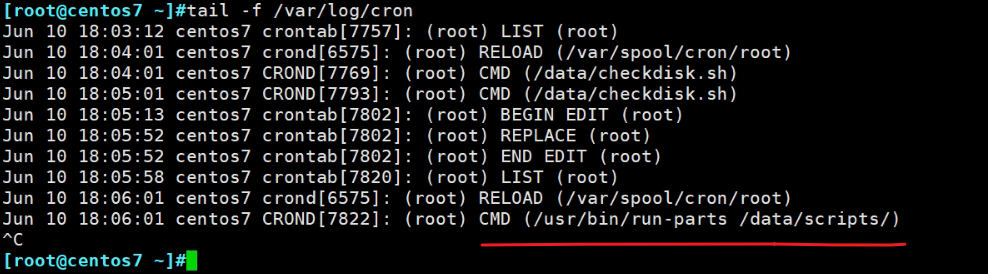 [root@centos7 ~]#tail -f /var/log/cron
Jun 10 18:03:12 centos7 crontab[7757]: (root) LIST (root)
Jun 10 18:04:01 centos7 crond[6575]: (root) RELOAD (/var/spool/cron/root)
Jun 10 18:04:01 centos7 CROND[7769]: (root) CMD (/data/checkdisk.sh)
Jun 10 18:05:01 centos7 CROND[7793]: (root) CMD (/data/checkdisk.sh)
Jun 10 18:05:13 centos7 crontab[7802]: (root) BEGIN EDIT (root)
Jun 10 18:05:52 centos7 crontab[7802]: (root) REPLACE (root)
Jun 10 18:05:52 centos7 crontab[7802]: (root) END EDIT (root)
Jun 10 18:05:58 centos7 crontab[7820]: (root) LIST (root)
Jun 10 18:06:01 centos7 crond[6575]: (root) RELOAD (/var/spool/cron/root)
Jun 10 18:06:01 centos7 CROND[7822]: (root) CMD (/usr/bin/run-parts /data/scripts/)
^C
[root@centos7 ~]#